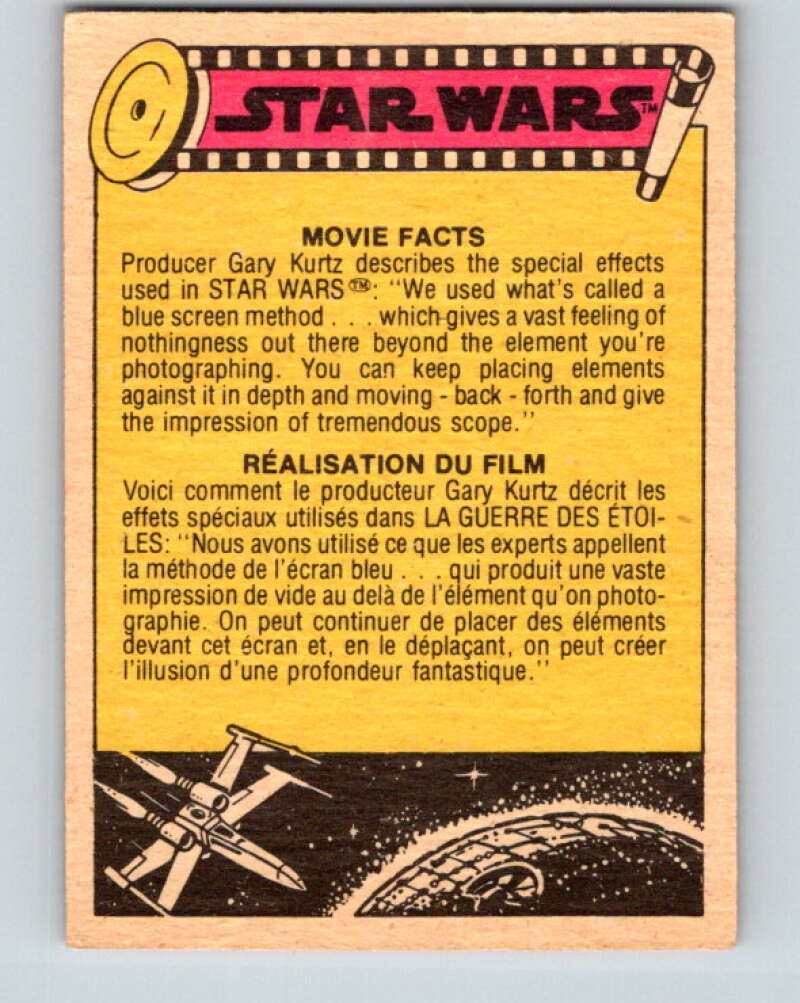 STAR WARS™
MOVIE FACTS
Producer Gary Kurtz describes the special effects
used in STAR WARS™: "We used what's called a
blue screen method . . . which gives a vast feeling of
nothingness out there beyond the element you're
photographing. You can keep placing elements
against it in depth and moving - back - forth and give
the impression of tremendous scope."
RÉALISATION DU FILM
Voici comment le producteur Gary Kurtz décrit les
effets spéciaux utilisés dans LA GUERRE DES ÉTOI-
LES: "Nous avons utilisé ce que les experts appellent
la méthode de l'écran bleu . . . qui produit une vaste
impression de vide au delà de l'élément qu'on photo-
graphie. On peut continuer de placer des éléments
devant cet écran et, en le déplaçant, on peut créer
l'illusion d'une profondeur fantastique."